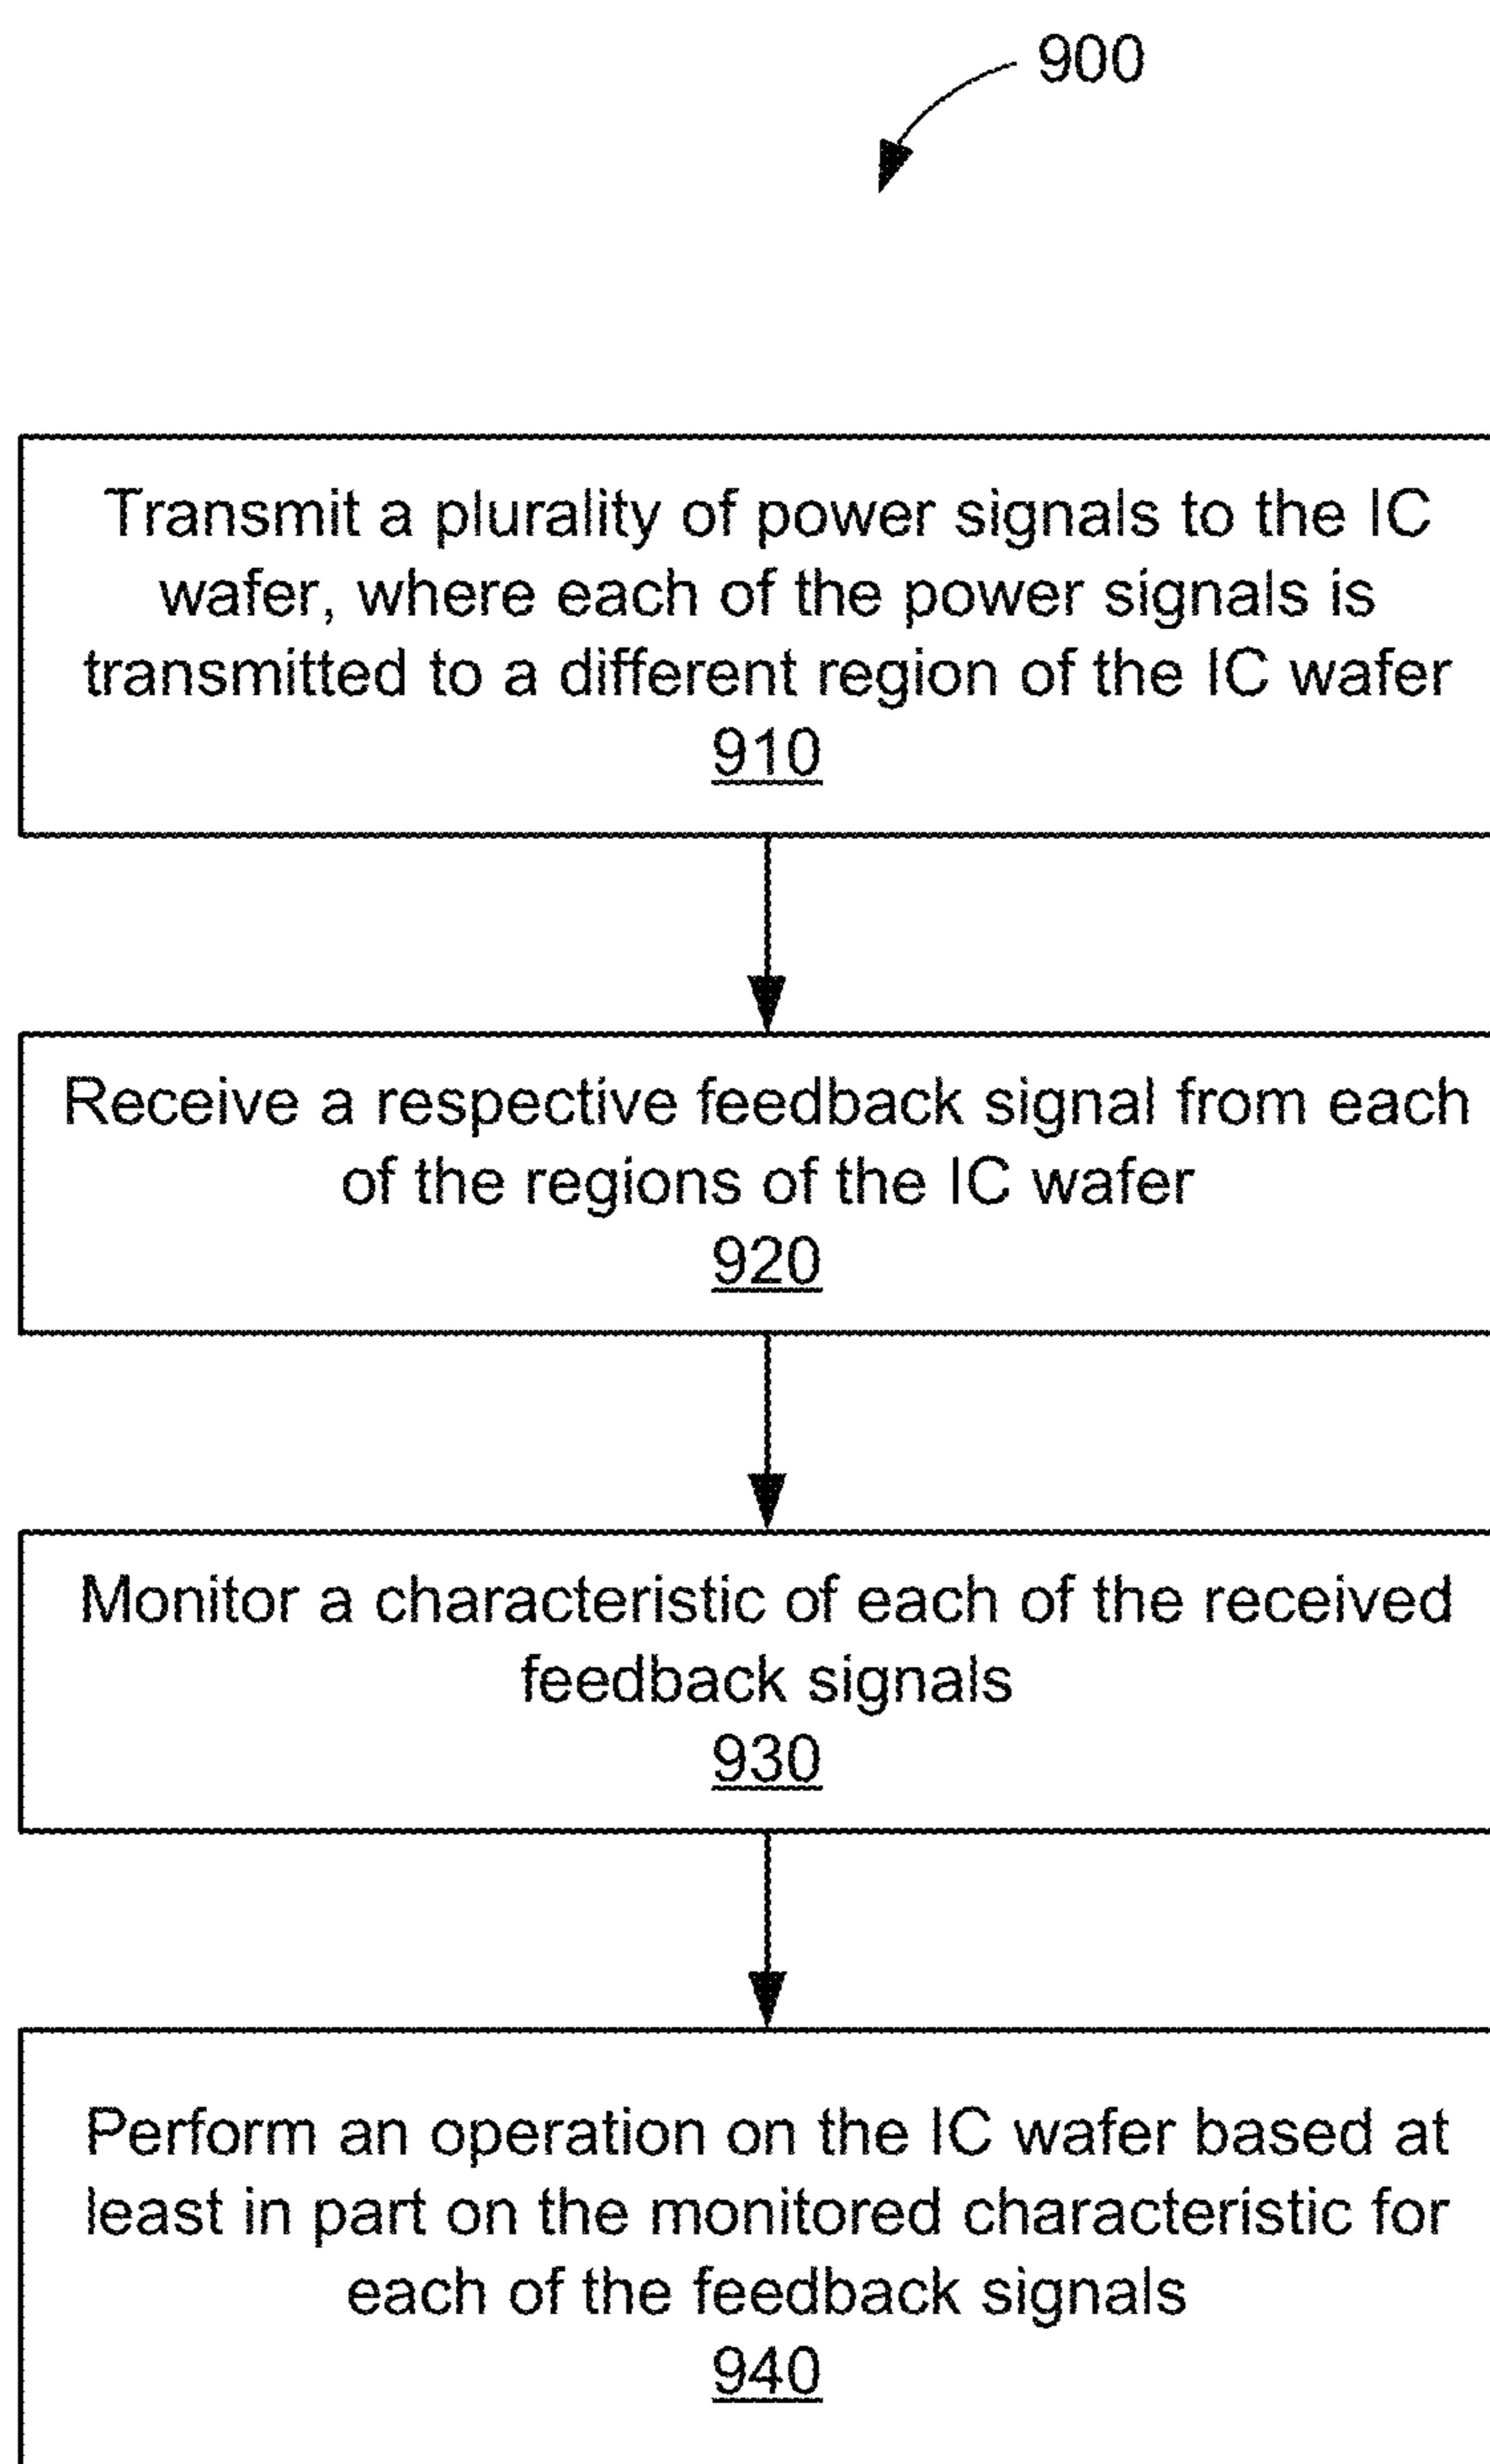 900
Transmit a plurality of power signals to the IC
wafer, where each of the power signals is
transmitted to a different region of the IC wafer
910
Receive a respective feedback signal from each
of the regions of the IC wafer
920
Monitor a characteristic of each of the received
feedback signals
930
Perform an operation on the IC wafer based at
least in part on the monitored characteristic for
each of the feedback signals
940